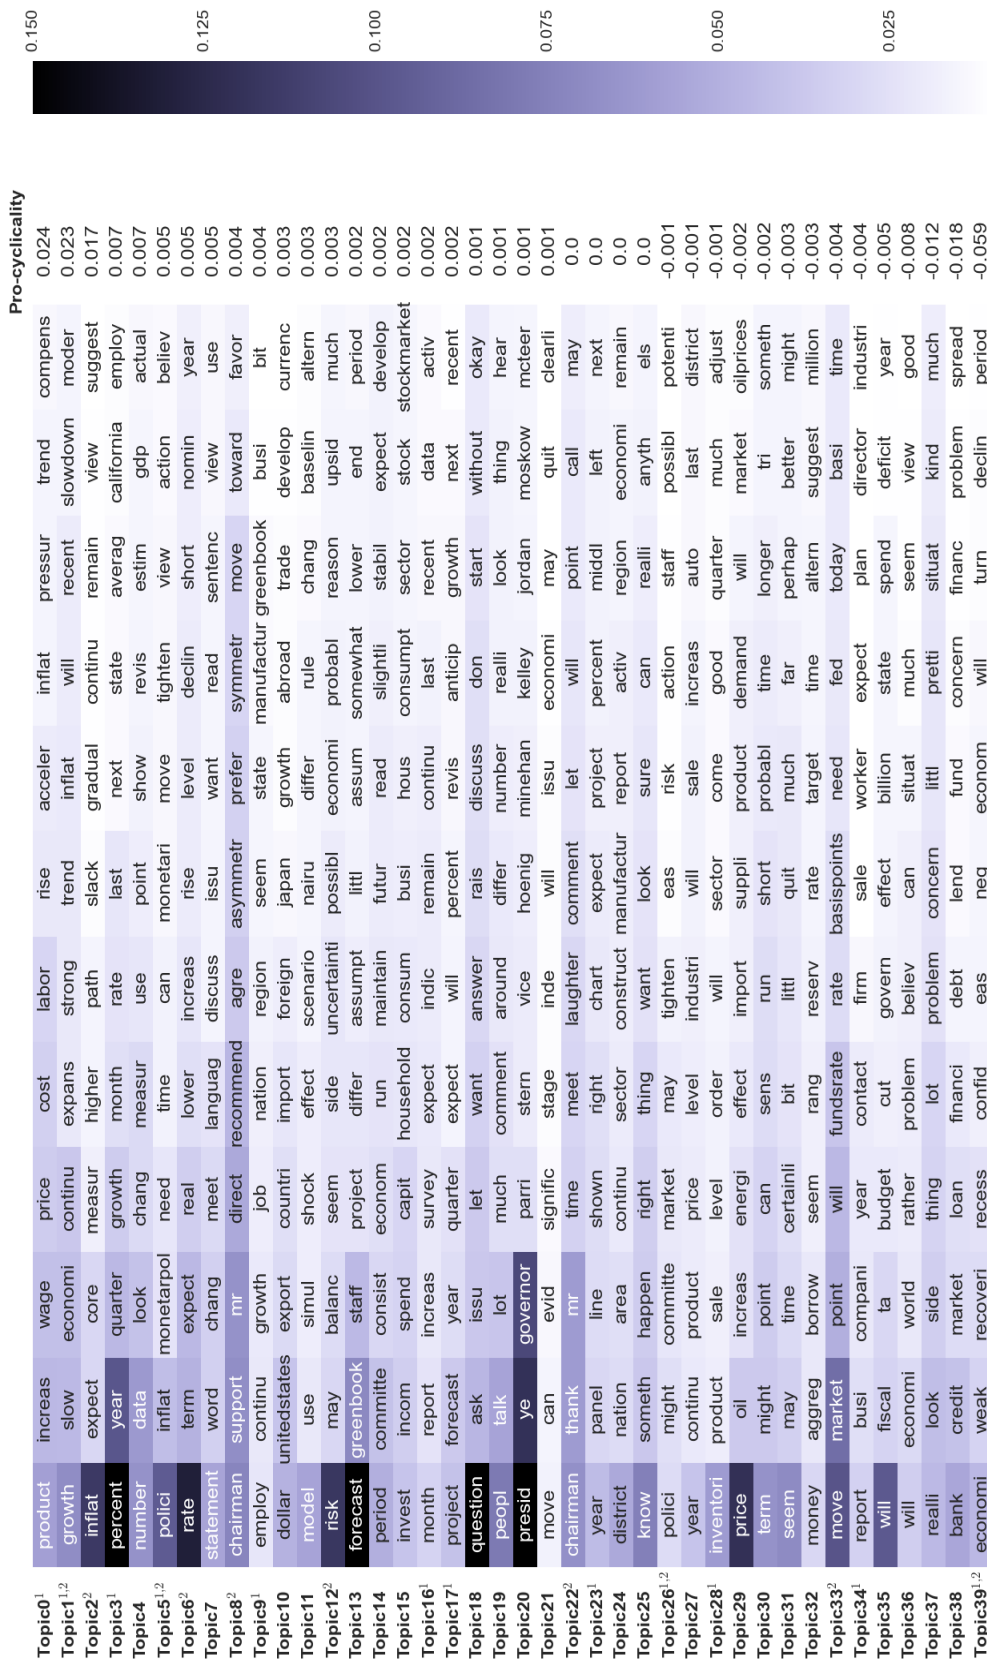 Pro-cyclicality
Topic0¹ product increas wage price cost labor rise acceler inflat pressur trend compens 0.024
Topic1¹·² growth slow economi continu expans strong trend inflat will recent slowdown moder 0.023
Topic2² inflat expect core measur higher path slack gradual continu remain view suggest 0.017
Topic3¹ percent year quarter growth month rate last next state averag california employ 0.007
Topic4 number data look chang measur use point show revis estim gdp actual 0.007
Topic5¹·² polici inflat monetarpol need time can monetari move tighten view action believ 0.005
Topic6² rate term expect real lower increas rise level declin short nomin year 0.005
Topic7 statement word chang meet languag discuss issu want read sentenc view use 0.005
Topic8² chairman support mr direct recommend agre asymmetr prefer symmetr move toward favor 0.004
Topic9¹ employ continu growth job nation region seem state manufactur greenbook busi bit 0.004
Topic10 dollar unitedstates export countri import foreign japan growth abroad trade develop currenc 0.003
Topic11 model use simul shock effect scenario nairu differ rule chang baselin altern 0.003
Topic12² risk may balanc seem side uncertainti possibl economi probabl reason upsid much 0.003
Topic13 forecast greenbook staff project differ assumpt littl assum somewhat lower end period 0.002
Topic14 period committe consist econom run maintain futur read slightli stabil expect develop 0.002
Topic15 invest incom spend capit household consum busi hous consumpt sector stock stockmarket 0.002
Topic16¹ month report increas survey expect indic remain continu last recent data activ 0.002
Topic17¹ project forecast year quarter expect will percent revis anticip growth next recent 0.002
Topic18 question ask issu let want answer rais discuss don start without okay 0.001
Topic19 peopl talk lot much comment around differ number realli look thing hear 0.001
Topic20 presid ye governor parri stern vice hoenig minehan kelley jordan moskow mcteer 0.001
Topic21 move can evid signific stage inde will issu economi may quit clearli 0.001
Topic22² chairman thank mr time meet laughter comment let will point call may 0.0
Topic23¹ year panel line shown right chart expect project percent middl left next 0.0
Topic24 district nation area continu sector construct manufactur report activ region economi remain 0.0
Topic25 know someth happen right thing want look sure can realli anyth els 0.0
Topic26¹·² polici might committe market may tighten eas risk action staff possibl potenti -0.001
Topic27 year continu product price level industri will sale increas auto last district -0.001
Topic28¹ inventori product sale level order will sector come good quarter much adjust -0.001
Topic29 price oil increas energi effect import suppli product demand will market oilprices -0.002
Topic30 term might point can sens run short probabl time longer tri someth -0.002
Topic31 seem may time certainli bit littl quit much far perhap better might -0.003
Topic32 money aggreg borrow seem rang reserv rate target time altern suggest million -0.003
Topic33² move market point will fundsrate rate basispoints need fed today basi time -0.004
Topic34¹ report busi compani year contact firm sale worker expect plan director industri -0.004
Topic35 will fiscal ta budget cut govern effect billion state spend deficit year -0.005
Topic36 will economi world rather problem believ can situat much seem view good -0.008
Topic37 realli look side thing lot problem concern littl pretti situat kind much -0.012
Topic38 bank credit market loan financi debt lend fund concern financ problem spread -0.018
Topic39¹·² economi weak recoveri recess confid eas neg econom will turn declin period -0.059
0.150
0.125
0.100
0.075
0.050
0.025